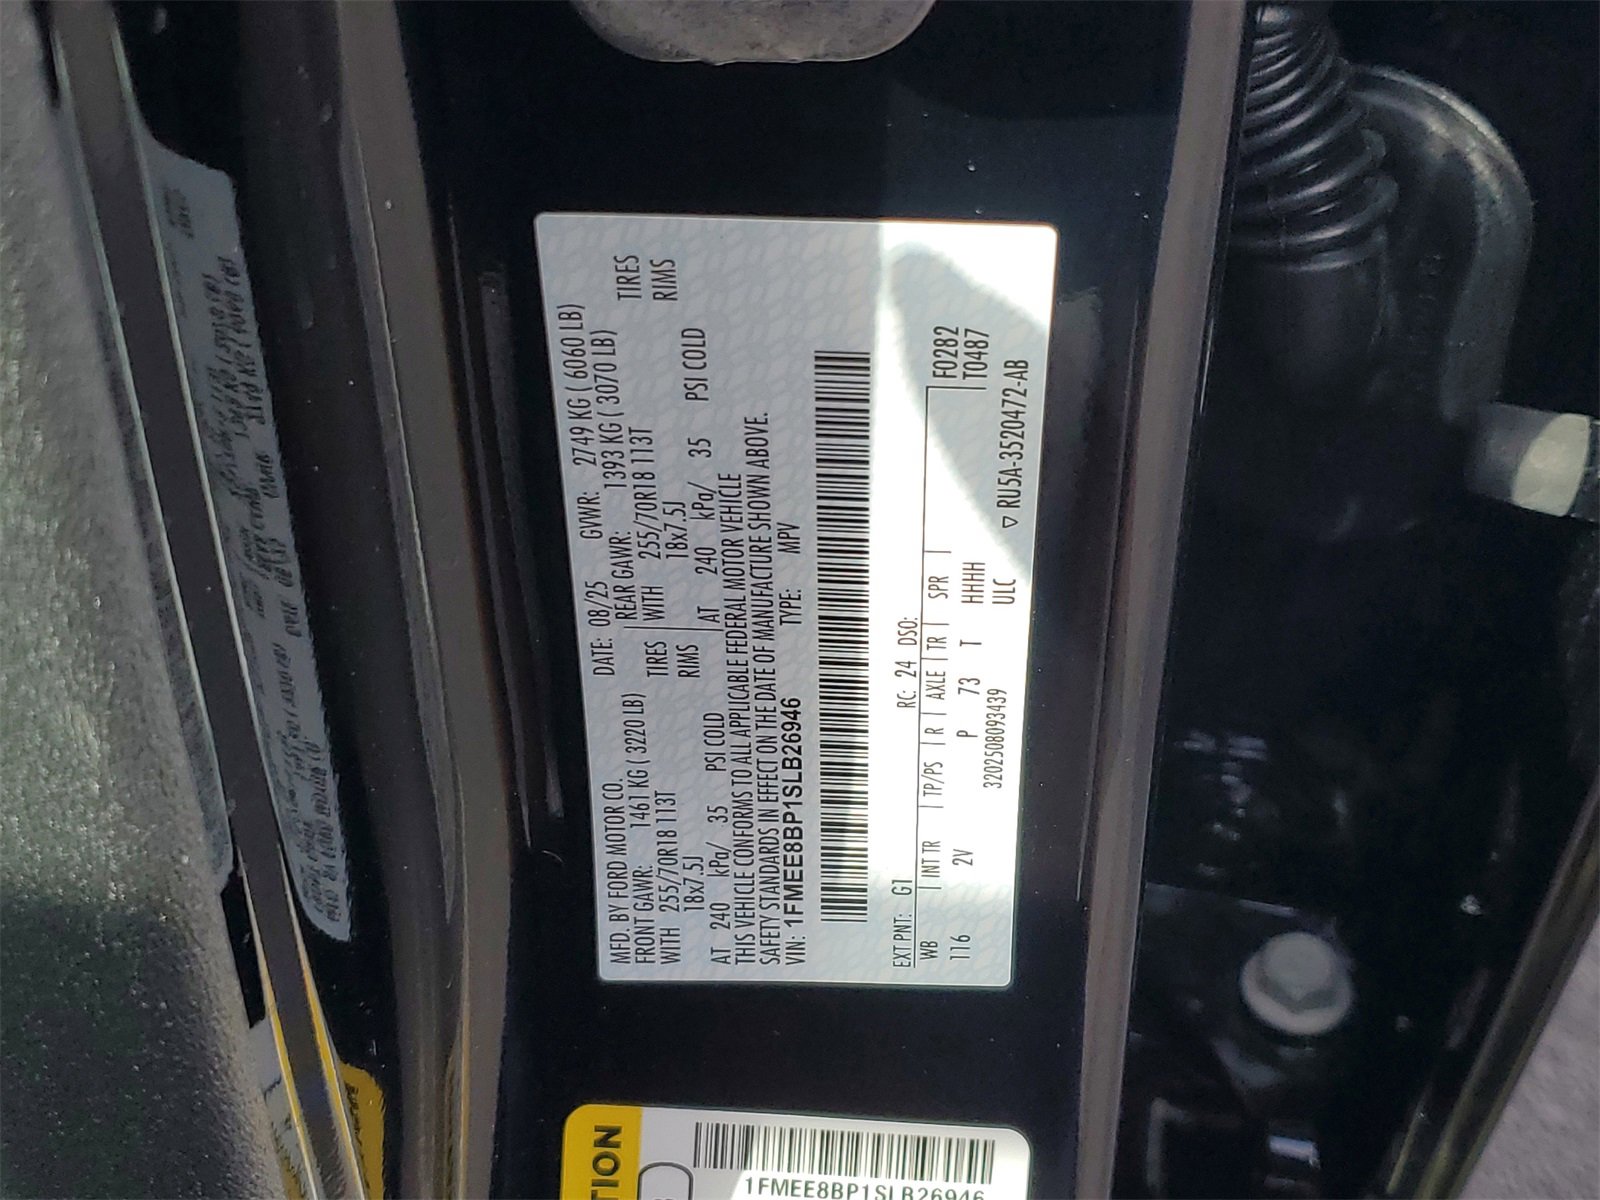 MFD. BY FORD MOTOR CO.
DATE: 08/25 GVWR: 2749 KG ( 6060 LB)
FRONT GAWR: 1461 KG ( 3220 LB) REAR GAWR: 1393 KG ( 3070 LB)
WITH 255/70R18 113T TIRES WITH 255/70R18 113T TIRES
18x7.5J RIMS 18x7.5J RIMS
AT 240 kPa/ 35 PSI COLD AT 240 kPa/ 35 PSI COLD
THIS VEHICLE CONFORMS TO ALL APPLICABLE FEDERAL MOTOR VEHICLE
SAFETY STANDARDS IN EFFECT ON THE DATE OF MANUFACTURE SHOWN ABOVE.
VIN: 1FMEE8BP1SLB26946 TYPE: MPV
EXT PNT: G1 RC: 24 DSO:
WB INT TR TP/PS R AXLE TR SPR F0282
116 2V P 73 T HHHH T0487
3202508093439 ULC
▽ RU5A-3520472-AB
TION
1FMEE8BP1SLB26946